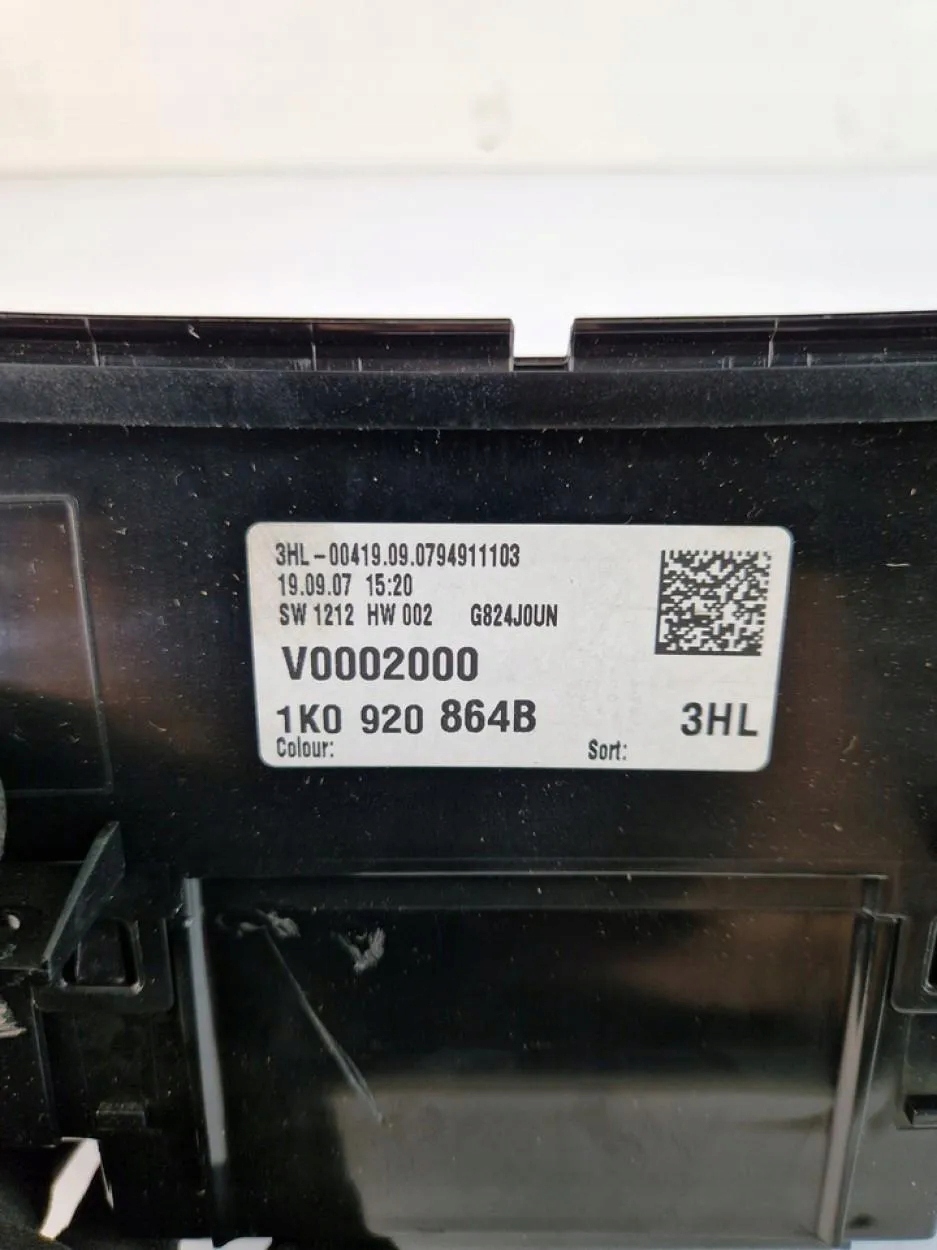 3HL-00419.09.0794911103
19.09.07 15:20
SW 1212 HW 002 G824J0UN
V0002000
1K0 920 864B 3HL
Colour: Sort: